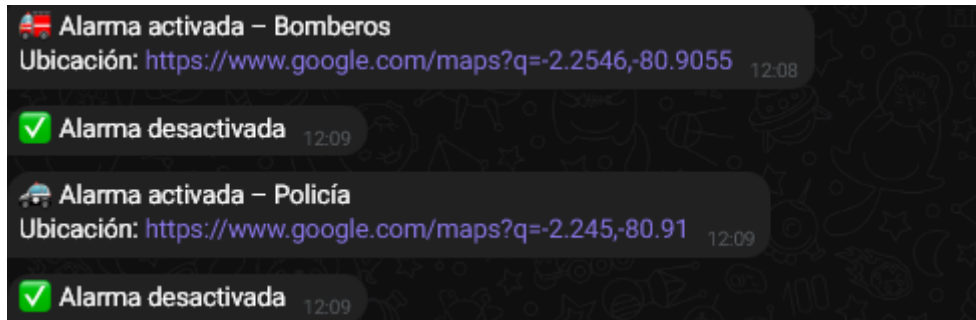 🚒 Alarma activada – Bomberos
Ubicación: https://www.google.com/maps?q=-2.2546,-80.9055 12:08
✅ Alarma desactivada 12:09
🚓 Alarma activada – Policía
Ubicación: https://www.google.com/maps?q=-2.245,-80.91 12:09
✅ Alarma desactivada 12:09